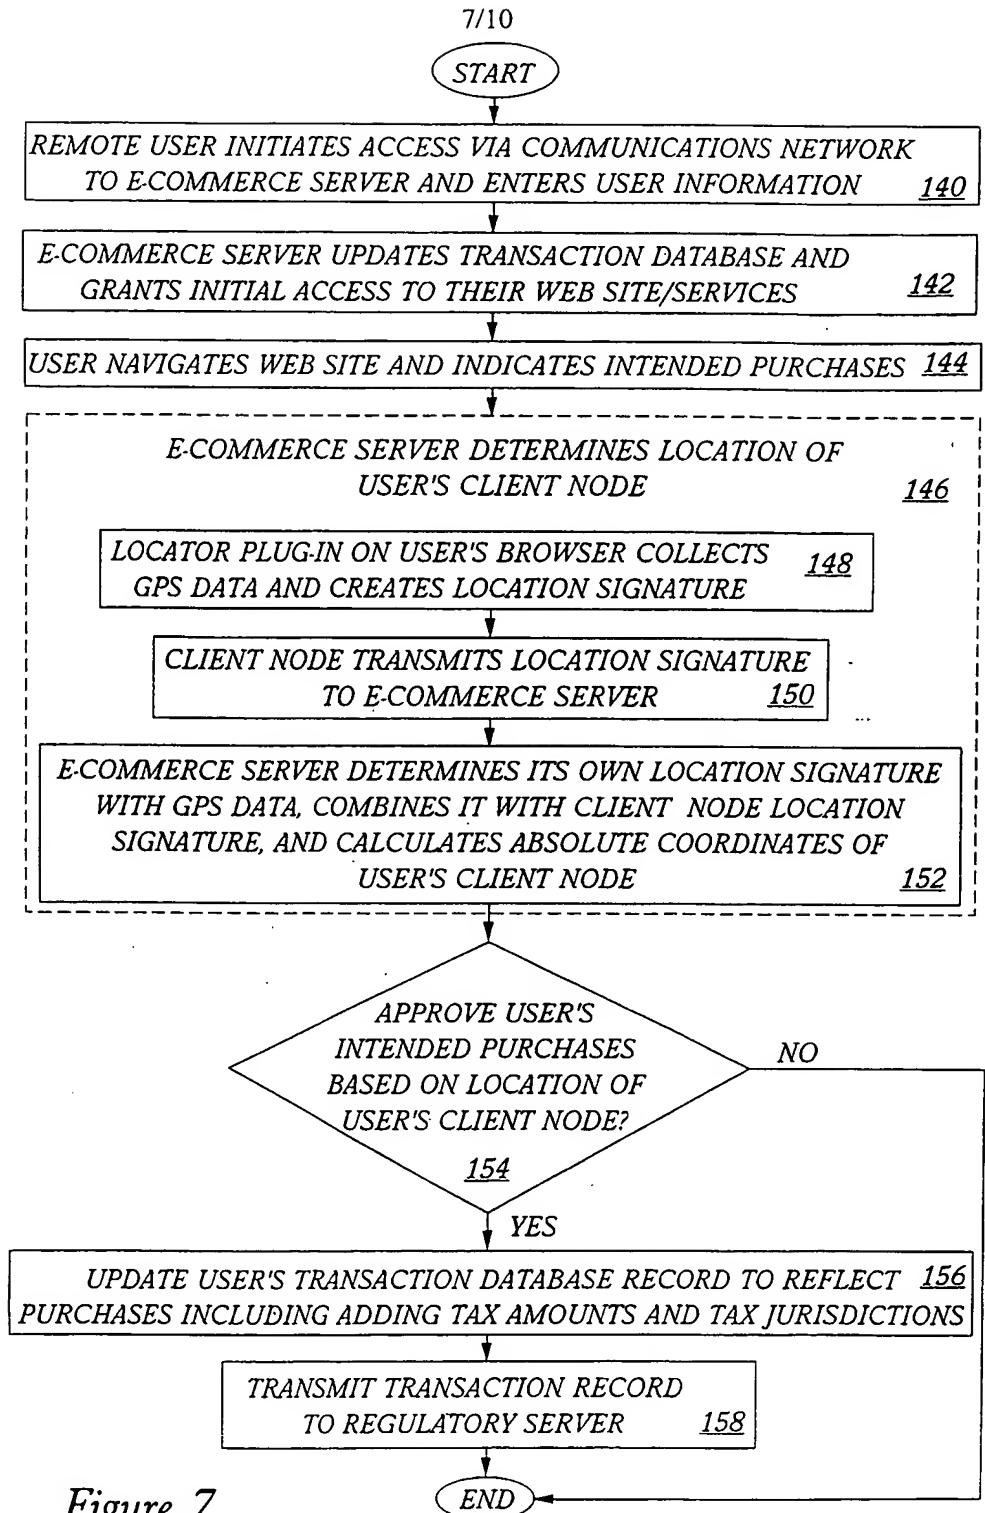 7/10
START
REMOTE USER INITIATES ACCESS VIA COMMUNICATIONS NETWORK
TO E-COMMERCE SERVER AND ENTERS USER INFORMATION 140
E-COMMERCE SERVER UPDATES TRANSACTION DATABASE AND
GRANTS INITIAL ACCESS TO THEIR WEB SITE/SERVICES 142
USER NAVIGATES WEB SITE AND INDICATES INTENDED PURCHASES 144
E-COMMERCE SERVER DETERMINES LOCATION OF
USER'S CLIENT NODE 146
LOCATOR PLUG-IN ON USER'S BROWSER COLLECTS 148
GPS DATA AND CREATES LOCATION SIGNATURE
CLIENT NODE TRANSMITS LOCATION SIGNATURE
TO E-COMMERCE SERVER 150
E-COMMERCE SERVER DETERMINES ITS OWN LOCATION SIGNATURE
WITH GPS DATA, COMBINES IT WITH CLIENT NODE LOCATION
SIGNATURE, AND CALCULATES ABSOLUTE COORDINATES OF
USER'S CLIENT NODE 152
APPROVE USER'S
INTENDED PURCHASES
BASED ON LOCATION OF
USER'S CLIENT NODE?
154
NO
YES
UPDATE USER'S TRANSACTION DATABASE RECORD TO REFLECT 156
PURCHASES INCLUDING ADDING TAX AMOUNTS AND TAX JURISDICTIONS
TRANSMIT TRANSACTION RECORD
TO REGULATORY SERVER 158
END
Figure 7